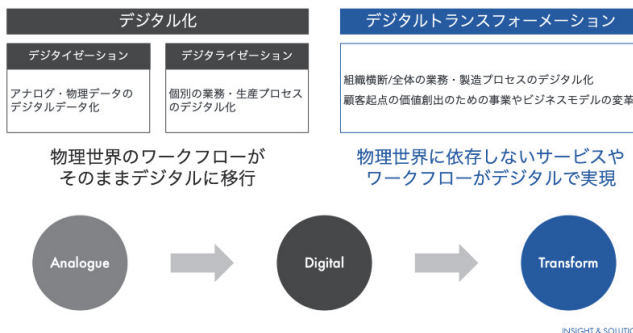 デジタル化
デジタイゼーション
アナログ・物理データの
デジタルデータ化
デジタライゼーション
個別の業務・生産プロセス
のデジタル化
物理世界のワークフローが
そのままデジタルに移行
デジタルトランスフォーメーション
組織横断/全体の業務・製造プロセスのデジタル化
顧客起点の価値創出のための事業やビジネスモデルの変革
物理世界に依存しないサービスや
ワークフローがデジタルで実現
Analogue
Digital
Transform
INSIGHT & SOLUTIO